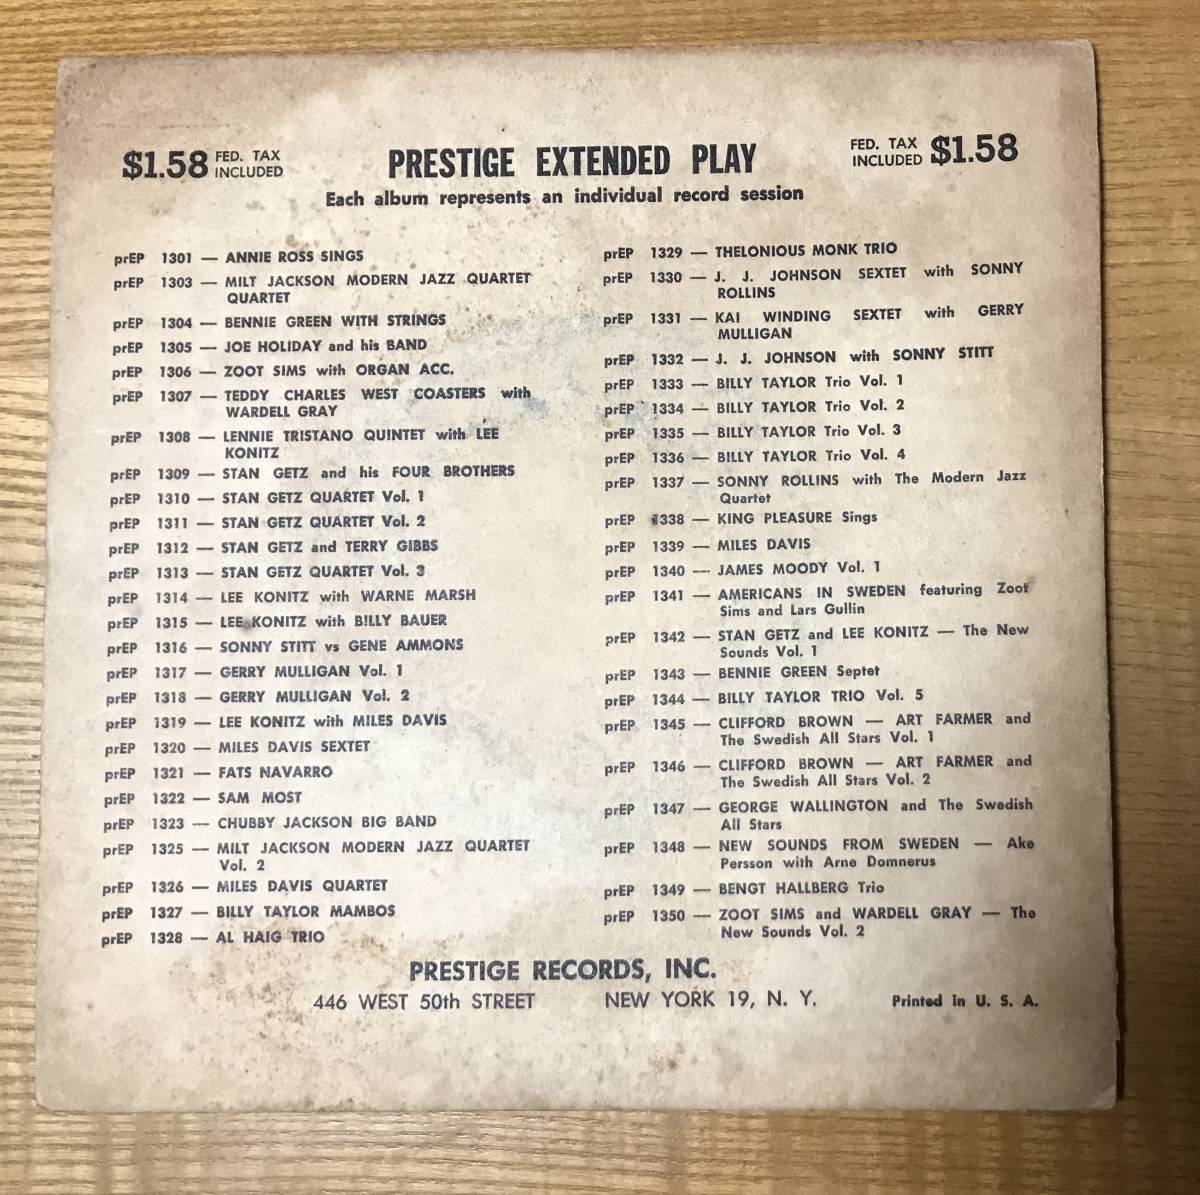 $1.58 FED. TAX INCLUDED
PRESTIGE EXTENDED PLAY
FED. TAX INCLUDED $1.58
Each album represents an individual record session
prEP 1301 — ANNIE ROSS SINGS
prEP 1303 — MILT JACKSON MODERN JAZZ QUARTET
QUARTET
prEP 1304 — BENNIE GREEN WITH STRINGS
prEP 1305 — JOE HOLIDAY and his BAND
prEP 1306 — ZOOT SIMS with ORGAN ACC.
prEP 1307 — TEDDY CHARLES WEST COASTERS with
WARDELL GRAY
prEP 1308 — LENNIE TRISTANO QUINTET with LEE
KONITZ
prEP 1309 — STAN GETZ and his FOUR BROTHERS
prEP 1310 — STAN GETZ QUARTET Vol. 1
prEP 1311 — STAN GETZ QUARTET Vol. 2
prEP 1312 — STAN GETZ and TERRY GIBBS
prEP 1313 — STAN GETZ QUARTET Vol. 3
prEP 1314 — LEE KONITZ with WARNE MARSH
prEP 1315 — LEE KONITZ with BILLY BAUER
prEP 1316 — SONNY STITT vs GENE AMMONS
prEP 1317 — GERRY MULLIGAN Vol. 1
prEP 1318 — GERRY MULLIGAN Vol. 2
prEP 1319 — LEE KONITZ with MILES DAVIS
prEP 1320 — MILES DAVIS SEXTET
prEP 1321 — FATS NAVARRO
prEP 1322 — SAM MOST
prEP 1323 — CHUBBY JACKSON BIG BAND
prEP 1325 — MILT JACKSON MODERN JAZZ QUARTET
Vol. 2
prEP 1326 — MILES DAVIS QUARTET
prEP 1327 — BILLY TAYLOR MAMBOS
prEP 1328 — AL HAIG TRIO
prEP 1329 — THELONIOUS MONK TRIO
prEP 1330 — J. J. JOHNSON SEXTET with SONNY
ROLLINS
prEP 1331 — KAI WINDING SEXTET with GERRY
MULLIGAN
prEP 1332 — J. J. JOHNSON with SONNY STITT
prEP 1333 — BILLY TAYLOR Trio Vol. 1
prEP 1334 — BILLY TAYLOR Trio Vol. 2
prEP 1335 — BILLY TAYLOR Trio Vol. 3
prEP 1336 — BILLY TAYLOR Trio Vol. 4
prEP 1337 — SONNY ROLLINS with The Modern Jazz
Quartet
prEP 1338 — KING PLEASURE Sings
prEP 1339 — MILES DAVIS
prEP 1340 — JAMES MOODY Vol. 1
prEP 1341 — AMERICANS IN SWEDEN featuring Zoot
Sims and Lars Gullin
prEP 1342 — STAN GETZ and LEE KONITZ — The New
Sounds Vol. 1
prEP 1343 — BENNIE GREEN Septet
prEP 1344 — BILLY TAYLOR TRIO Vol. 5
prEP 1345 — CLIFFORD BROWN — ART FARMER and
The Swedish All Stars Vol. 1
prEP 1346 — CLIFFORD BROWN — ART FARMER and
The Swedish All Stars Vol. 2
prEP 1347 — GEORGE WALLINGTON and The Swedish
All Stars
prEP 1348 — NEW SOUNDS FROM SWEDEN — Ake
Persson with Arne Domnerus
prEP 1349 — BENGT HALLBERG Trio
prEP 1350 — ZOOT SIMS and WARDELL GRAY — The
New Sounds Vol. 2
PRESTIGE RECORDS, INC.
446 WEST 50th STREET NEW YORK 19, N. Y. Printed in U. S. A.